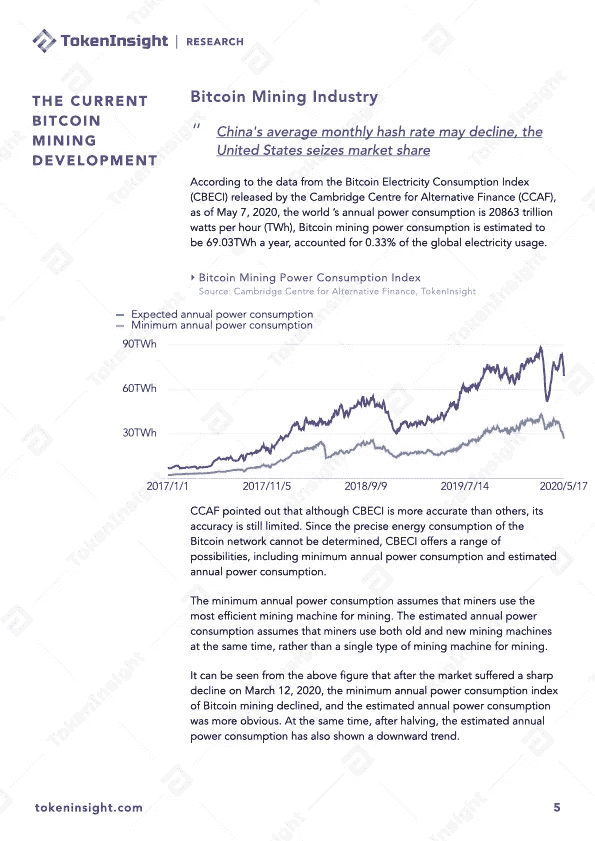 TokenInsight | RESEARCH
THE CURRENT
BITCOIN
MINING
DEVELOPMENT
Bitcoin Mining Industry
“ China's average monthly hash rate may decline, the
United States seizes market share
According to the data from the Bitcoin Electricity Consumption Index
(CBECI) released by the Cambridge Centre for Alternative Finance (CCAF),
as of May 7, 2020, the world 's annual power consumption is 20863 trillion
watts per hour (TWh), Bitcoin mining power consumption is estimated to
be 69.03TWh a year, accounted for 0.33% of the global electricity usage.
Bitcoin Mining Power Consumption Index
Source: Cambridge Centre for Alternative Finance, TokenInsight
Expected annual power consumption
Minimum annual power consumption
90TWh
60TWh
30TWh
2017/1/1 2017/11/5 2018/9/9 2019/7/14 2020/5/17
CCAF pointed out that although CBECI is more accurate than others, its
accuracy is still limited. Since the precise energy consumption of the
Bitcoin network cannot be determined, CBECI offers a range of
possibilities, including minimum annual power consumption and estimated
annual power consumption.
The minimum annual power consumption assumes that miners use the
most efficient mining machine for mining. The estimated annual power
consumption assumes that miners use both old and new mining machines
at the same time, rather than a single type of mining machine for mining.
It can be seen from the above figure that after the market suffered a sharp
decline on March 12, 2020, the minimum annual power consumption index
of Bitcoin mining declined, and the estimated annual power consumption
was more obvious. At the same time, after halving, the estimated annual
power consumption has also shown a downward trend.
tokeninsight.com 5